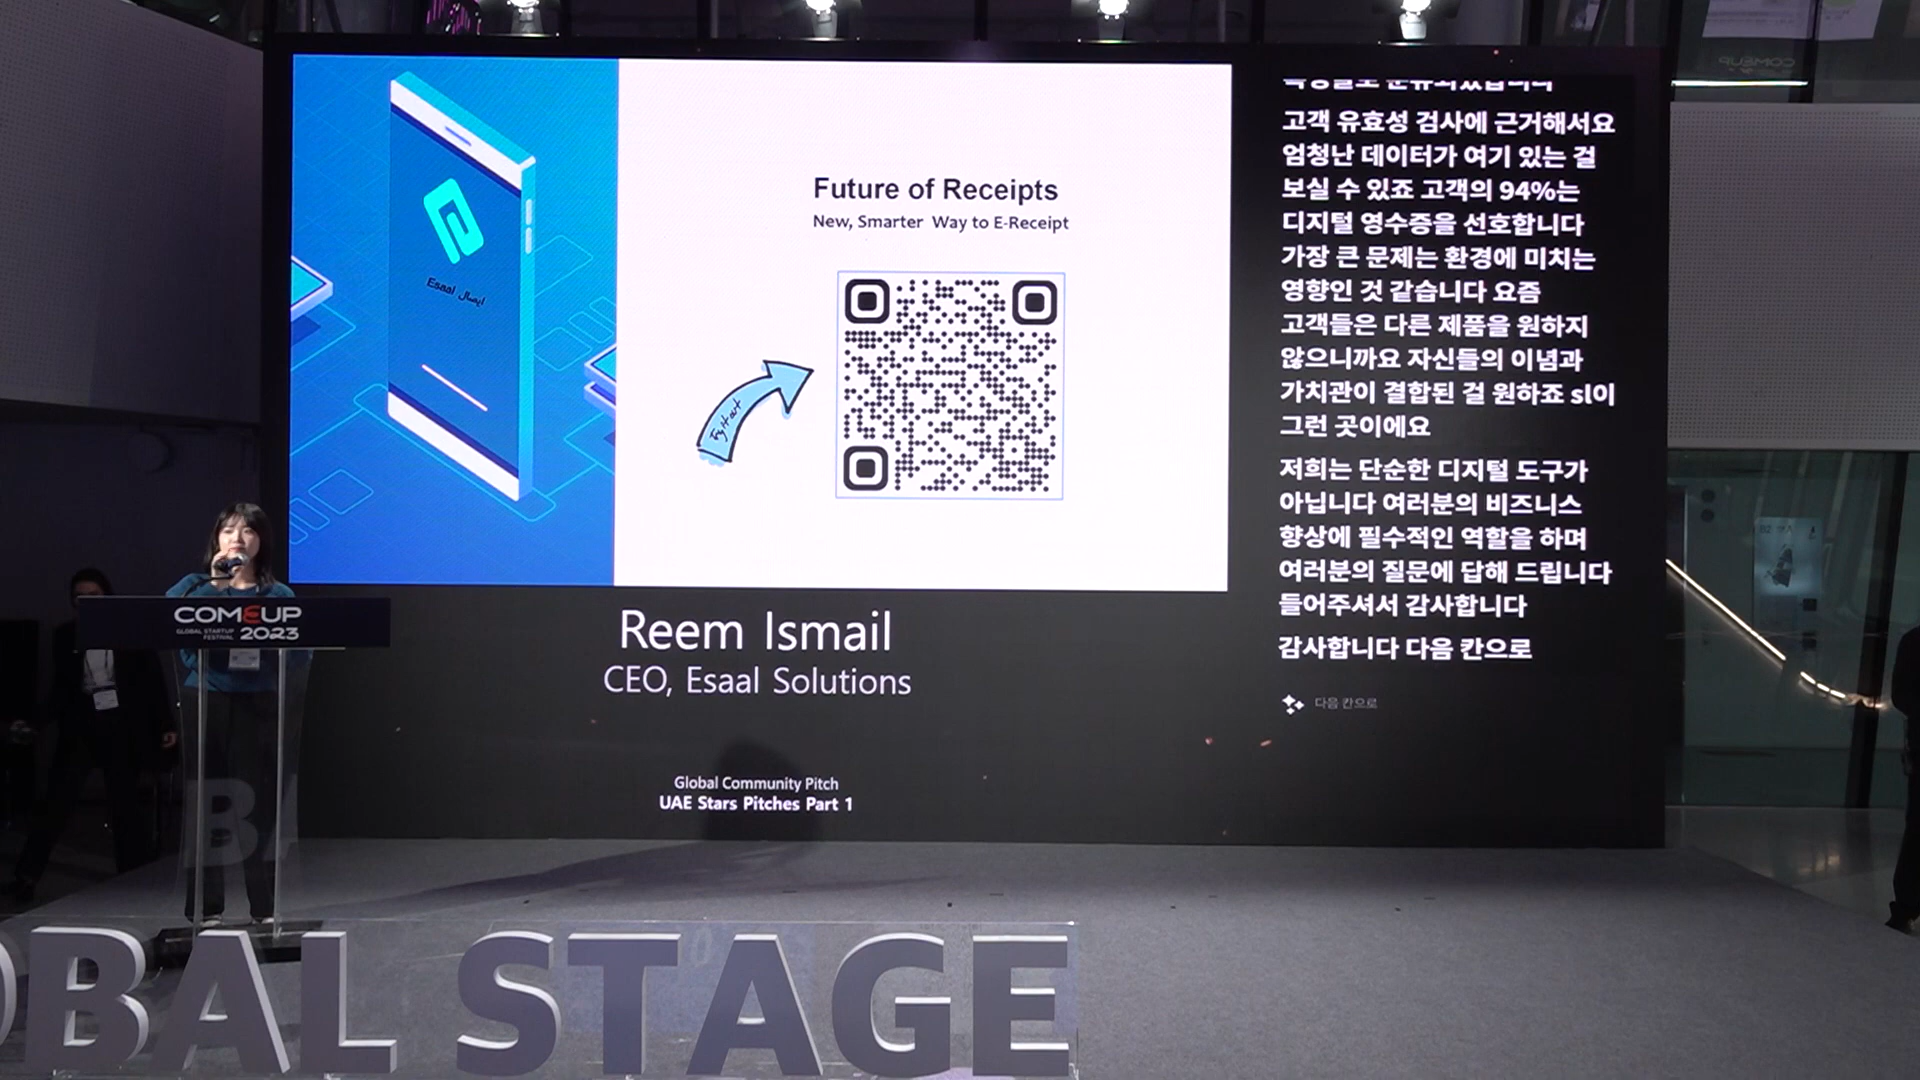 Esaal ايصال
Future of Receipts
New, Smarter Way to E-Receipt
Try it out
고객 유효성 검사에 근거해서요
엄청난 데이터가 여기 있는 걸
보실 수 있죠 고객의 94%는
디지털 영수증을 선호합니다
가장 큰 문제는 환경에 미치는
영향인 것 같습니다 요즘
고객들은 다른 제품을 원하지
않으니까요 자신들의 이념과
가치관이 결합된 걸 원하죠 sl이
그런 곳이에요
저희는 단순한 디지털 도구가
아닙니다 여러분의 비즈니스
향상에 필수적인 역할을 하며
여러분의 질문에 답해 드립니다
들어주셔서 감사합니다
감사합니다 다음 칸으로
다음 칸으로
Reem Ismail
CEO, Esaal Solutions
Global Community Pitch
UAE Stars Pitches Part 1
COMEUP
GLOBAL STARTUP
FESTIVAL 2023
OBAL STAGE